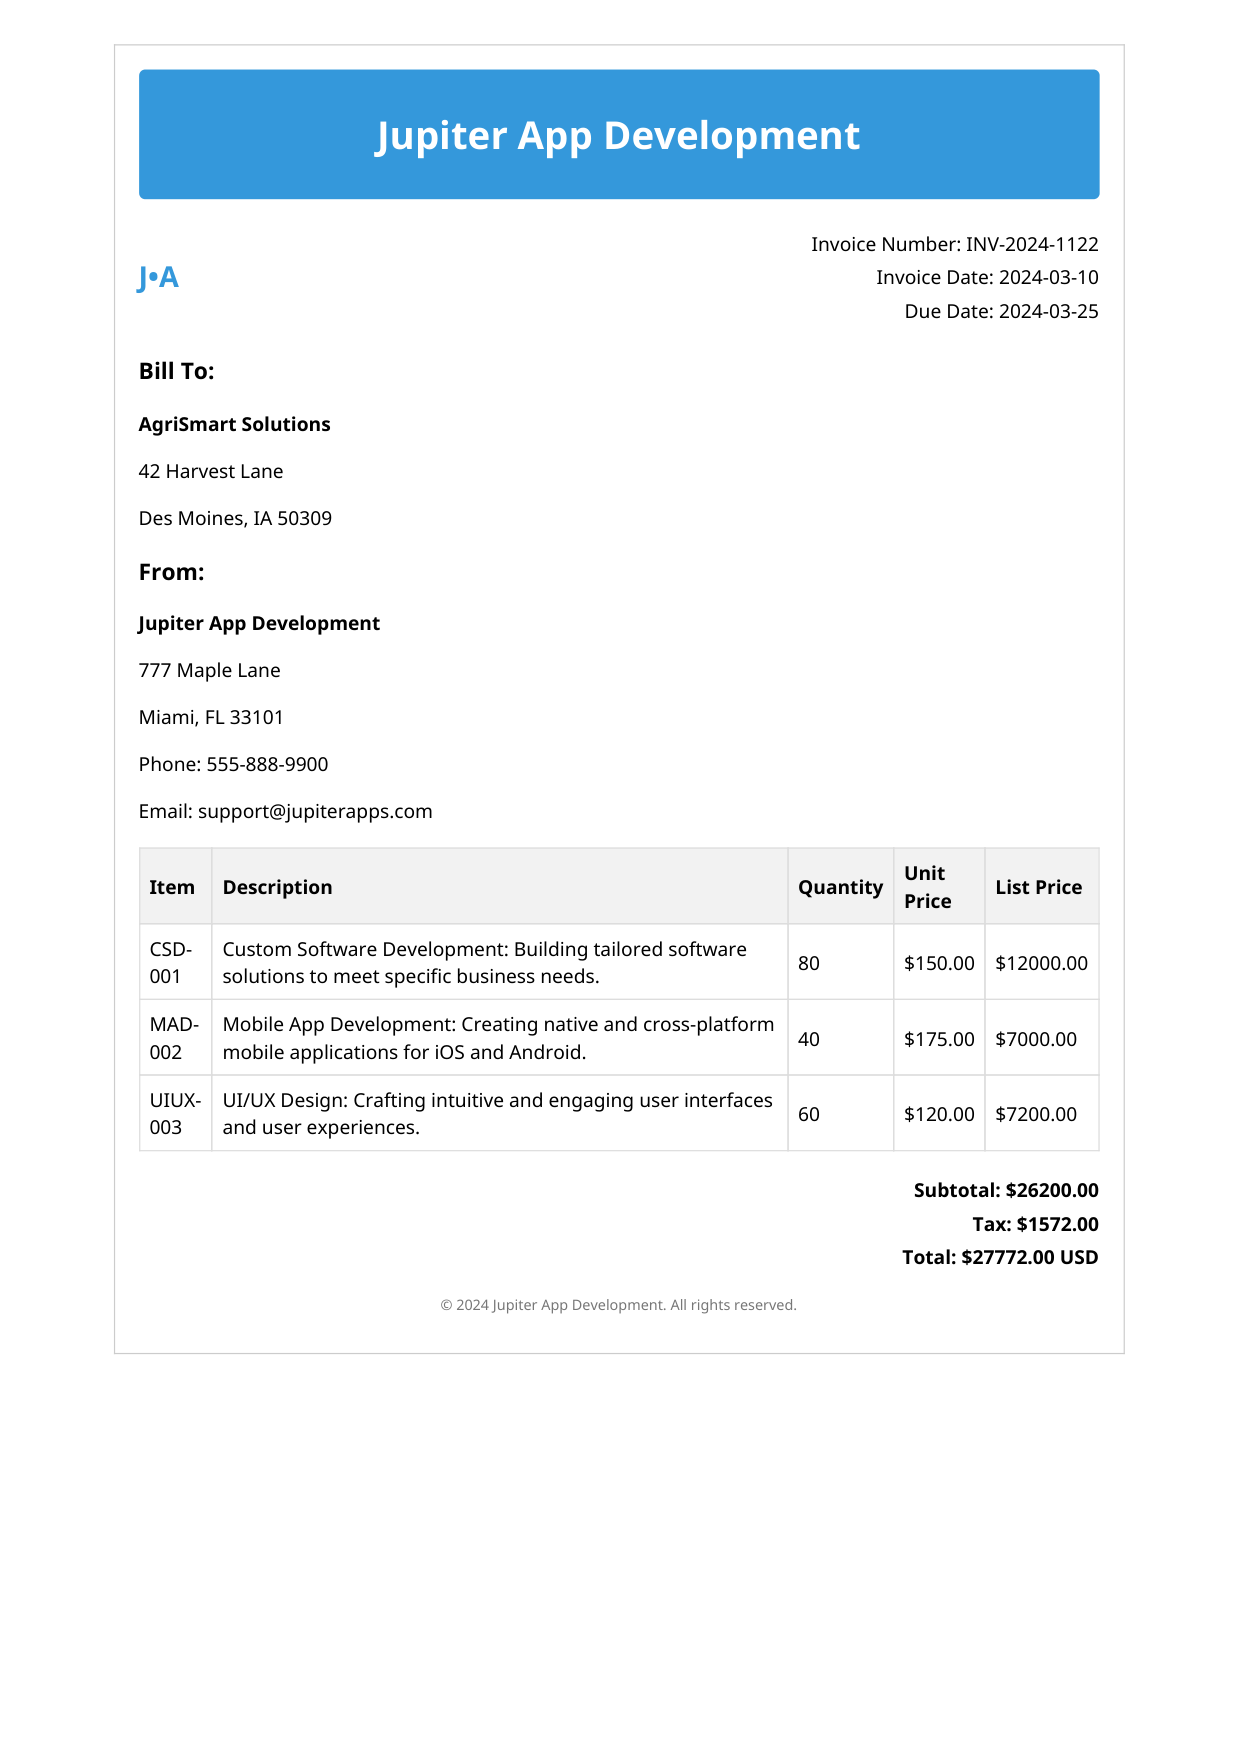 Jupiter App Development
J•A
Invoice Number: INV-2024-1122
Invoice Date: 2024-03-10
Due Date: 2024-03-25
Bill To:
AgriSmart Solutions
42 Harvest Lane
Des Moines, IA 50309
From:
Jupiter App Development
777 Maple Lane
Miami, FL 33101
Phone: 555-888-9900
Email: support@jupiterapps.com
Item Description Quantity Unit Price List Price
CSD-001 Custom Software Development: Building tailored software
solutions to meet specific business needs. 80 $150.00 $12000.00
MAD-002 Mobile App Development: Creating native and cross-platform
mobile applications for iOS and Android. 40 $175.00 $7000.00
UIUX-003 UI/UX Design: Crafting intuitive and engaging user interfaces
and user experiences. 60 $120.00 $7200.00
Subtotal: $26200.00
Tax: $1572.00
Total: $27772.00 USD
© 2024 Jupiter App Development. All rights reserved.